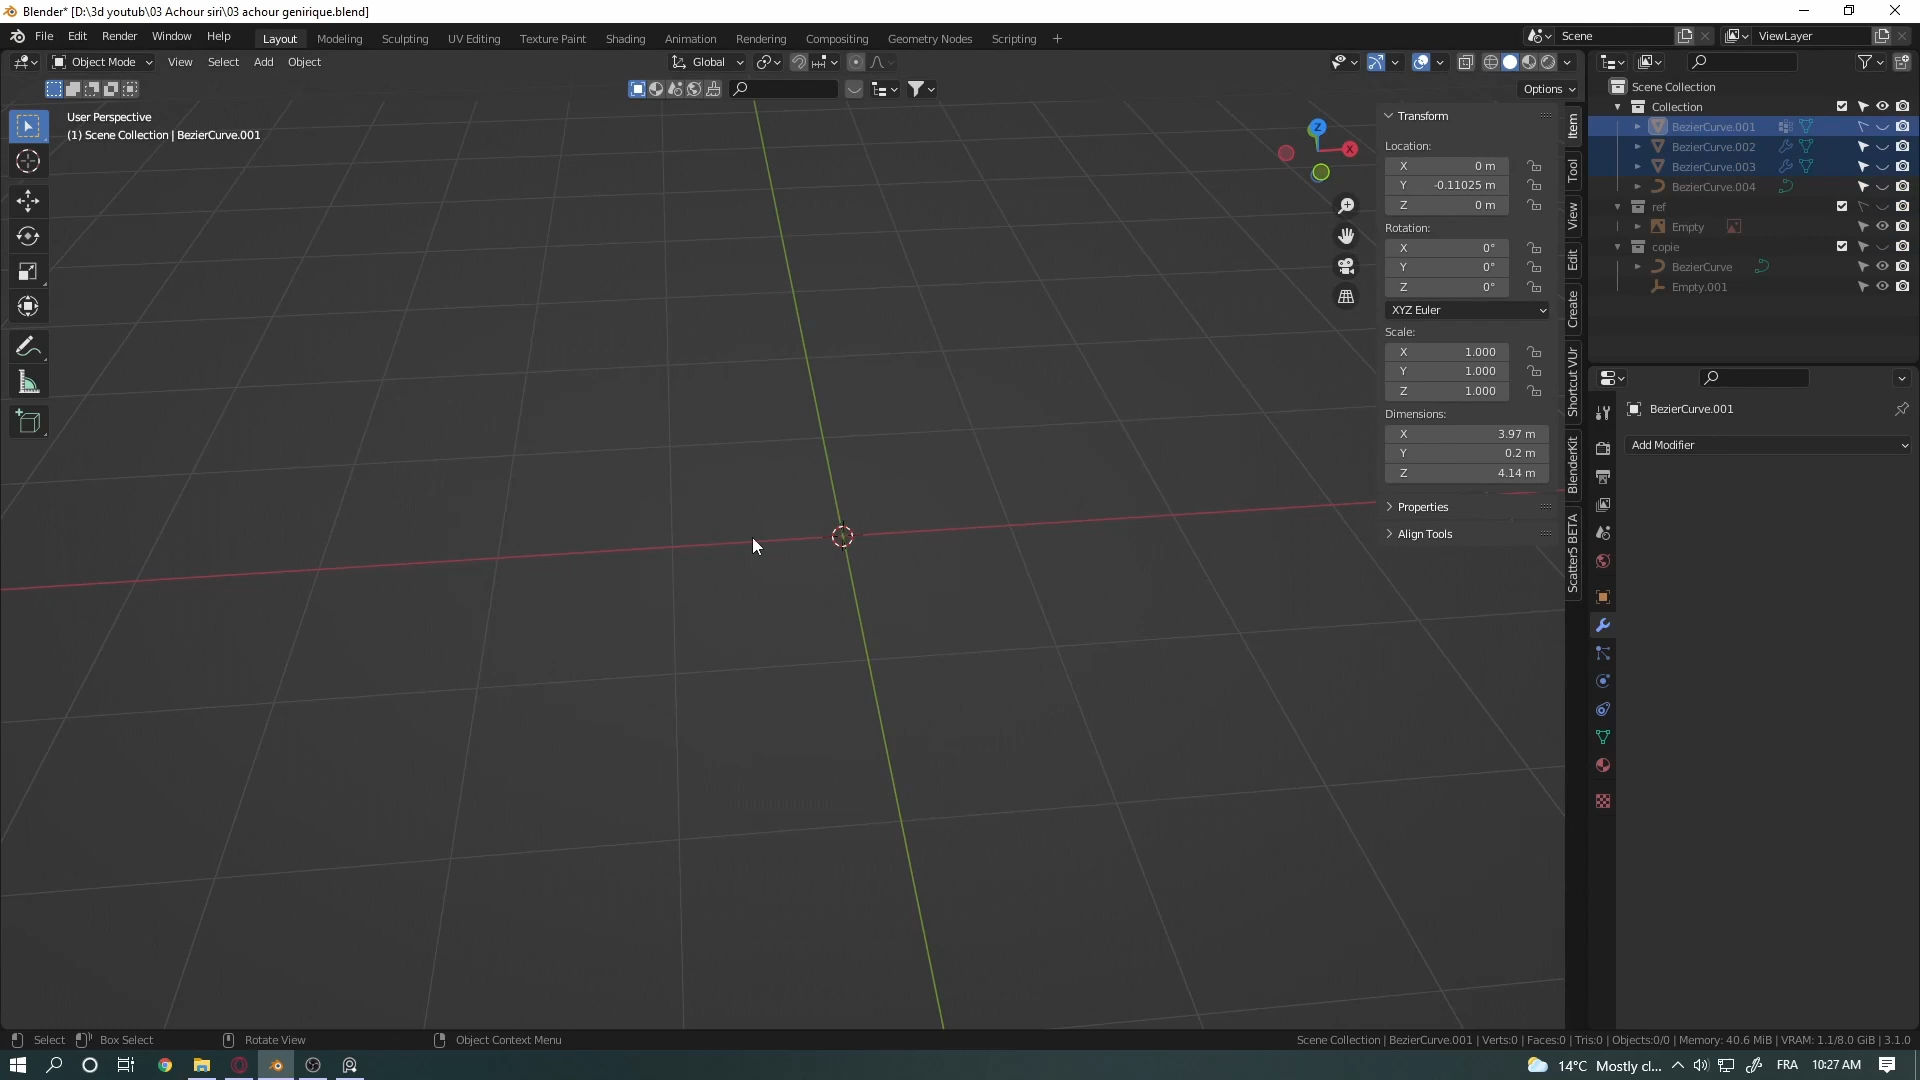 Blender* [D:\3d youtub\03 Achour siri\03 achour genirique.blend]
File Edit Render Window Help Layout Modeling Sculpting UV Editing Texture Paint Shading Animation Rendering Compositing Geometry Nodes Scripting + Scene ViewLayer
Object Mode View Select Add Object Global
Options
User Perspective
(1) Scene Collection | BezierCurve.001
Transform
Location:
X 0 m
Y -0.11025 m
Z 0 m
Rotation:
X 0°
Y 0°
Z 0°
XYZ Euler
Scale:
X 1.000
Y 1.000
Z 1.000
Dimensions:
X 3.97 m
Y 0.2 m
Z 4.14 m
Properties
Align Tools
Item
Tool
View
Edit
Create
Shortcut VUr
BlenderKit
Scatter5 BETA
Z
X
Scene Collection
Collection
BezierCurve.001
BezierCurve.002
BezierCurve.003
BezierCurve.004
ref
Empty
copie
BezierCurve
Empty.001
BezierCurve.001
Add Modifier
Select Box Select Rotate View Object Context Menu
Scene Collection | BezierCurve.001 | Verts:0 | Faces:0 | Tris:0 | Objects:0/0 | Memory: 40.6 MiB | VRAM: 1.1/8.0 GiB | 3.1.0
14°C Mostly cl... FRA 10:27 AM